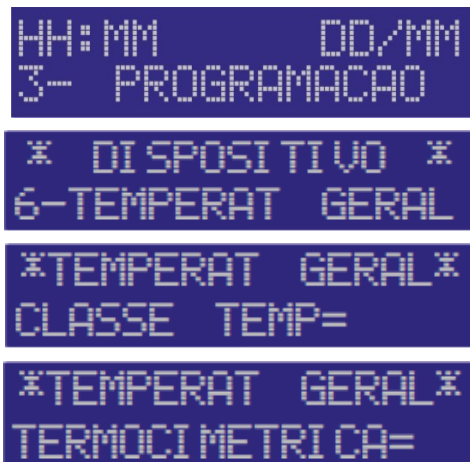 HH:MM DD/MM
3- PROGRAMACAO
* DISPOSITIVO *
6-TEMPERAT GERAL
*TEMPERAT GERAL*
CLASSE TEMP=
*TEMPERAT GERAL*
TERMOCIMETRICA=